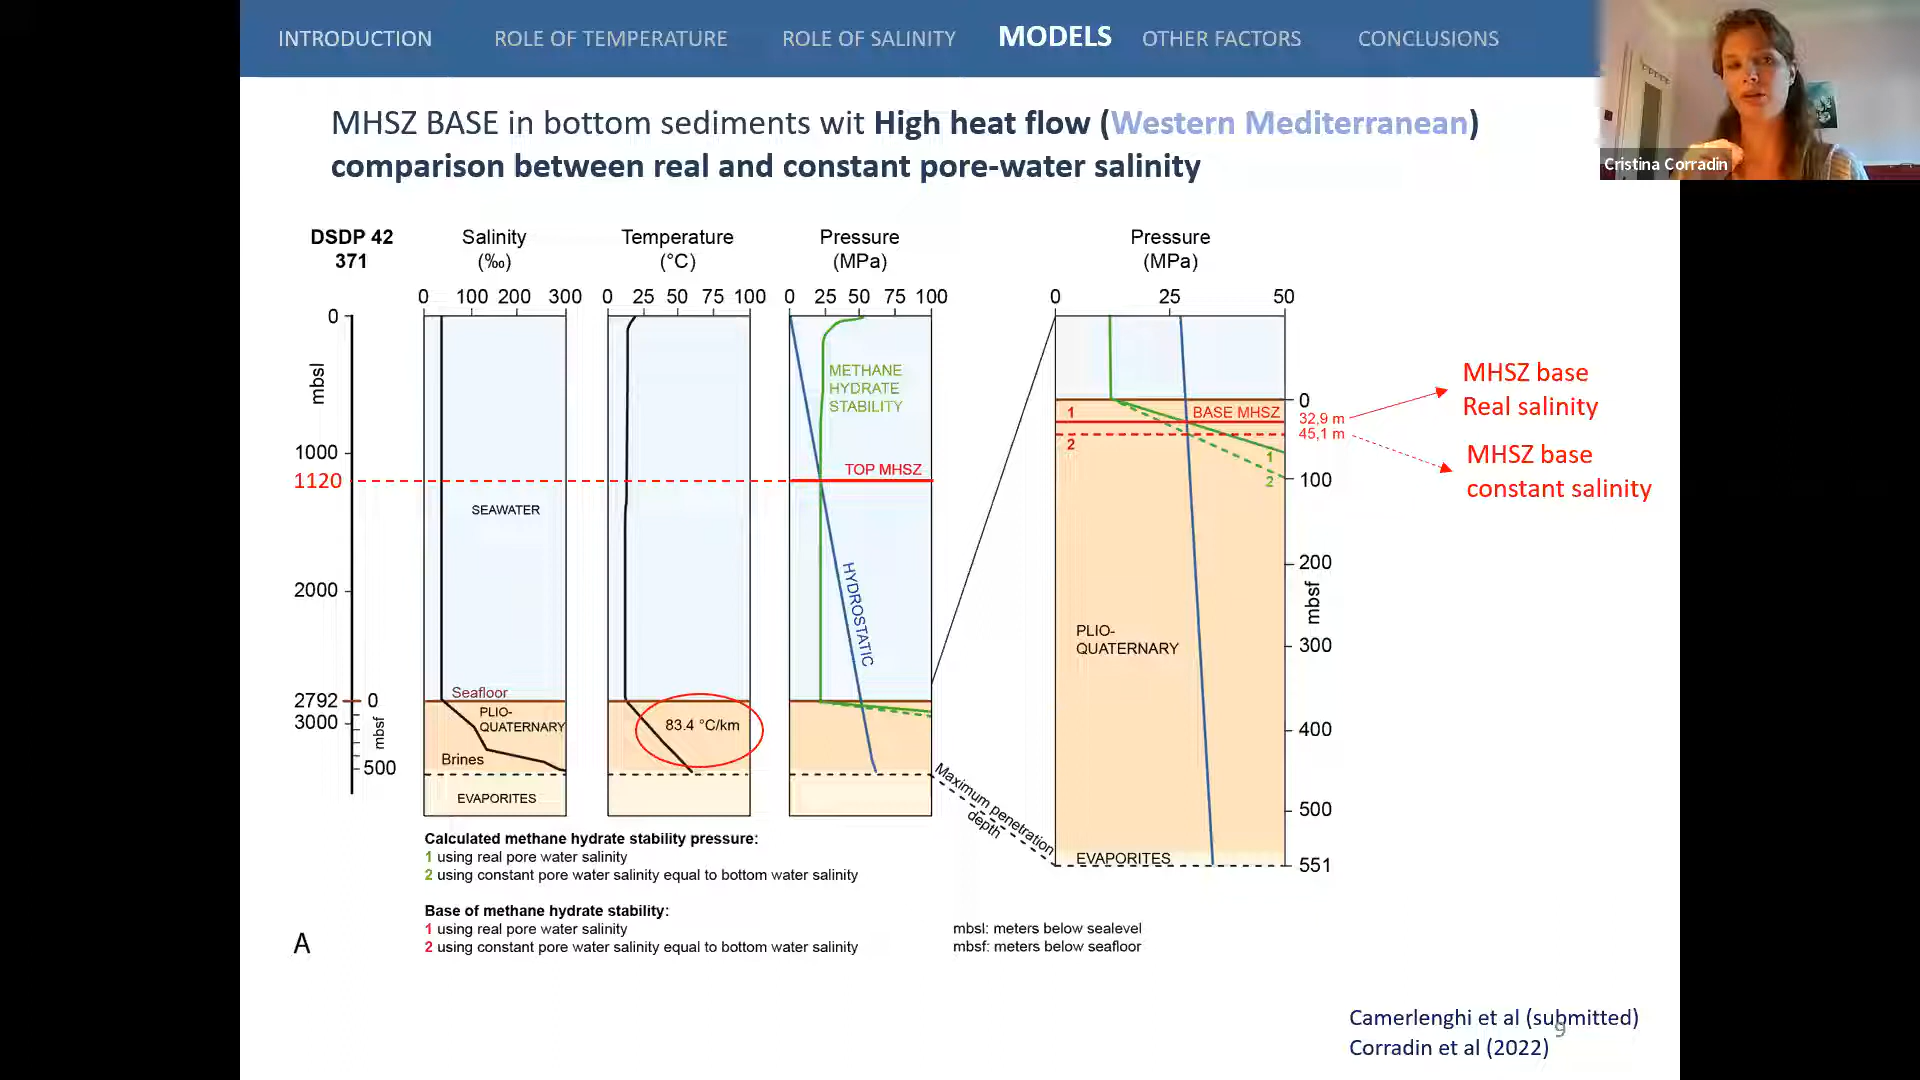 INTRODUCTION ROLE OF TEMPERATURE ROLE OF SALINITY MODELS OTHER FACTORS CONCLUSIONS
Cristina Corradin
MHSZ BASE in bottom sediments wit High heat flow (Western Mediterranean)
comparison between real and constant pore-water salinity
DSDP 42
371
Salinity
(‰)
Temperature
(°C)
Pressure
(MPa)
Pressure
(MPa)
0 100 200 300
0 25 50 75 100
0 25 50 75 100
0 25 50
0
mbsl
1000
1120
2000
2792
3000
0
mbsf
500
SEAWATER
Seafloor
PLIO-
QUATERNARY
Brines
EVAPORITES
83.4 °C/km
METHANE
HYDRATE
STABILITY
TOP MHSZ
HYDROSTATIC
Maximum penetration
depth
1
BASE MHSZ
2
1
2
PLIO-
QUATERNARY
EVAPORITES
0
32,9 m
45,1 m
100
200
mbsf
300
400
500
551
MHSZ base
Real salinity
MHSZ base
constant salinity
Calculated methane hydrate stability pressure:
1 using real pore water salinity
2 using constant pore water salinity equal to bottom water salinity
Base of methane hydrate stability:
1 using real pore water salinity
2 using constant pore water salinity equal to bottom water salinity
mbsl: meters below sealevel
mbsf: meters below seafloor
A
Camerlenghi et al (submitted)
9
Corradin et al (2022)